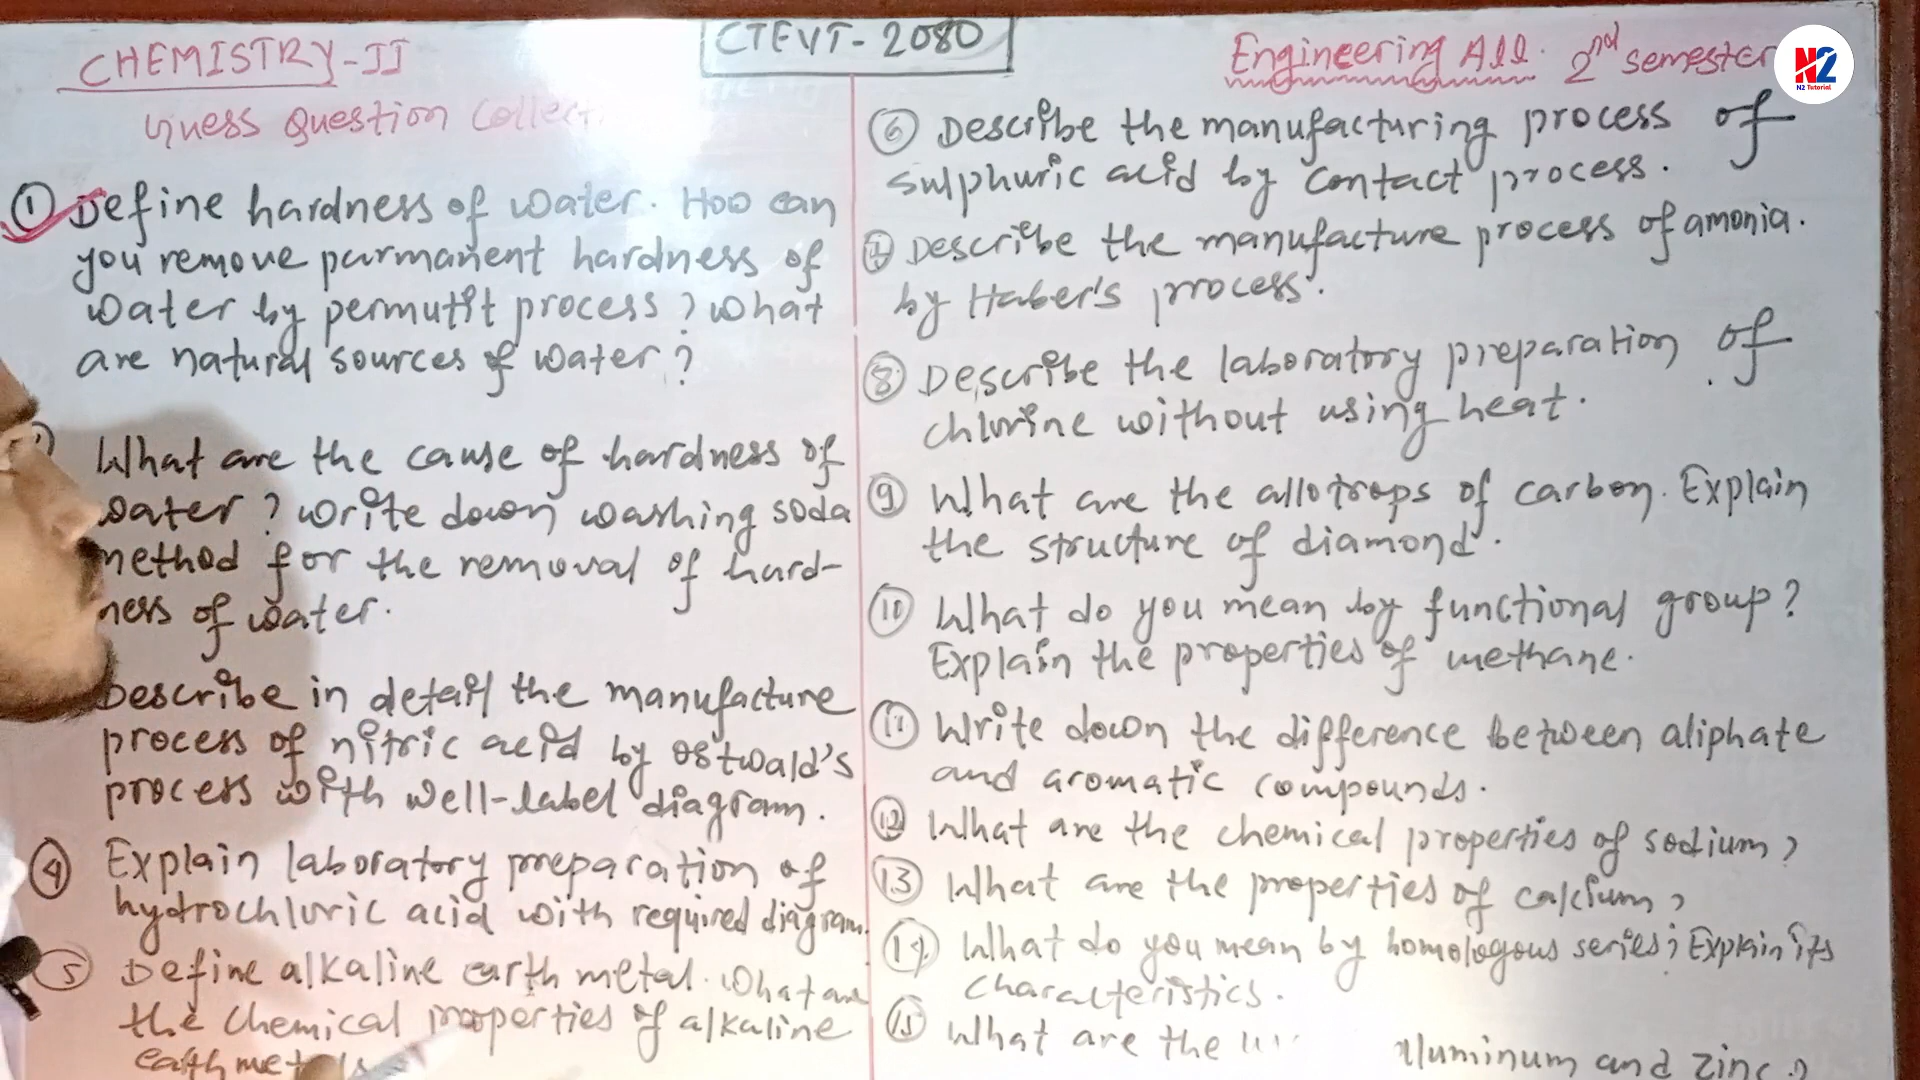 CTEVT-2080
CHEMISTRY-II
Guess Question Collect
Engineering All. 2nd semester
N2
N2 Tutorial
① Define hardness of water. How can
you remove purmanent hardness of
water by permutit process? What
are natural sources of water?
What are the cause of hardness of
water? write down washing soda
method for the removal of hard-
ness of water.
Describe in detail the manufacture
process of nitric acid by ostwald's
process with well-label diagram.
④ Explain laboratory preparation of
hydrochloric acid with required diagram.
⑤ Define alkaline earth metal. What are
the chemical properties of alkaline
earth met
⑥ Describe the manufacturing process of
sulphuric acid by contact process.
⑦ Describe the manufacture process of amonia.
by Haber's process.
⑧ Describe the laboratory preparation of
chlorine without using heat.
⑨ What are the allotrops of carbon. Explain
the structure of diamond.
⑩ What do you mean by functional group?
Explain the properties of methane.
⑪ Write down the difference between aliphate
and aromatic compounds.
⑫ What are the chemical properties of sodium?
⑬ What are the properties of calcium?
⑭ What do you mean by homologous series? Explain its
characteristics.
⑮ What are the aluminum and zinc?